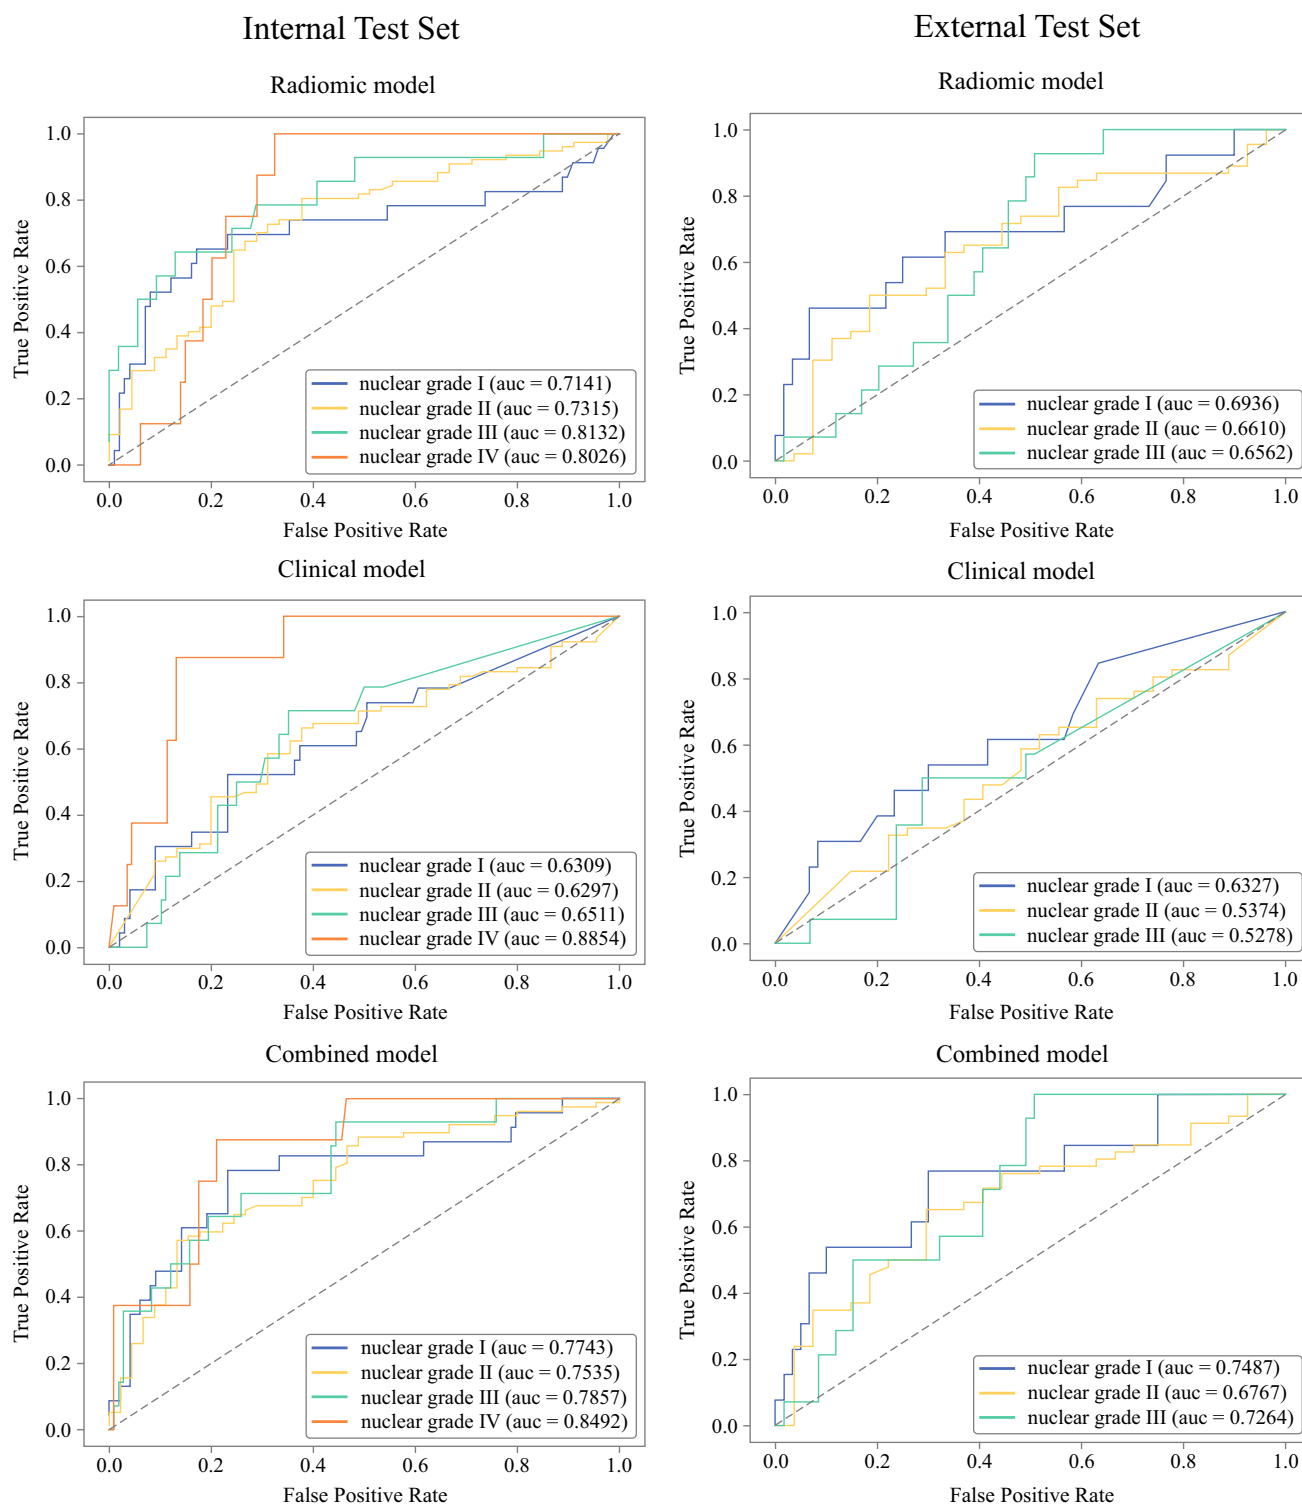 Internal Test Set
External Test Set
Radiomic model
True Positive Rate
1.0
0.8
0.6
0.4
0.2
0.0
nuclear grade I (auc = 0.7141)
nuclear grade II (auc = 0.7315)
nuclear grade III (auc = 0.8132)
nuclear grade IV (auc = 0.8026)
0.0 0.2 0.4 0.6 0.8 1.0
False Positive Rate
Radiomic model
True Positive Rate
1.0
0.8
0.6
0.4
0.2
0.0
nuclear grade I (auc = 0.6936)
nuclear grade II (auc = 0.6610)
nuclear grade III (auc = 0.6562)
0.0 0.2 0.4 0.6 0.8 1.0
False Positive Rate
Clinical model
True Positive Rate
1.0
0.8
0.6
0.4
0.2
0.0
nuclear grade I (auc = 0.6309)
nuclear grade II (auc = 0.6297)
nuclear grade III (auc = 0.6511)
nuclear grade IV (auc = 0.8854)
0.0 0.2 0.4 0.6 0.8 1.0
False Positive Rate
Clinical model
True Positive Rate
1.0
0.8
0.6
0.4
0.2
0.0
nuclear grade I (auc = 0.6327)
nuclear grade II (auc = 0.5374)
nuclear grade III (auc = 0.5278)
0.0 0.2 0.4 0.6 0.8 1.0
False Positive Rate
Combined model
True Positive Rate
1.0
0.8
0.6
0.4
0.2
0.0
nuclear grade I (auc = 0.7743)
nuclear grade II (auc = 0.7535)
nuclear grade III (auc = 0.7857)
nuclear grade IV (auc = 0.8492)
0.0 0.2 0.4 0.6 0.8 1.0
False Positive Rate
Combined model
True Positive Rate
1.0
0.8
0.6
0.4
0.2
0.0
nuclear grade I (auc = 0.7487)
nuclear grade II (auc = 0.6767)
nuclear grade III (auc = 0.7264)
0.0 0.2 0.4 0.6 0.8 1.0
False Positive Rate